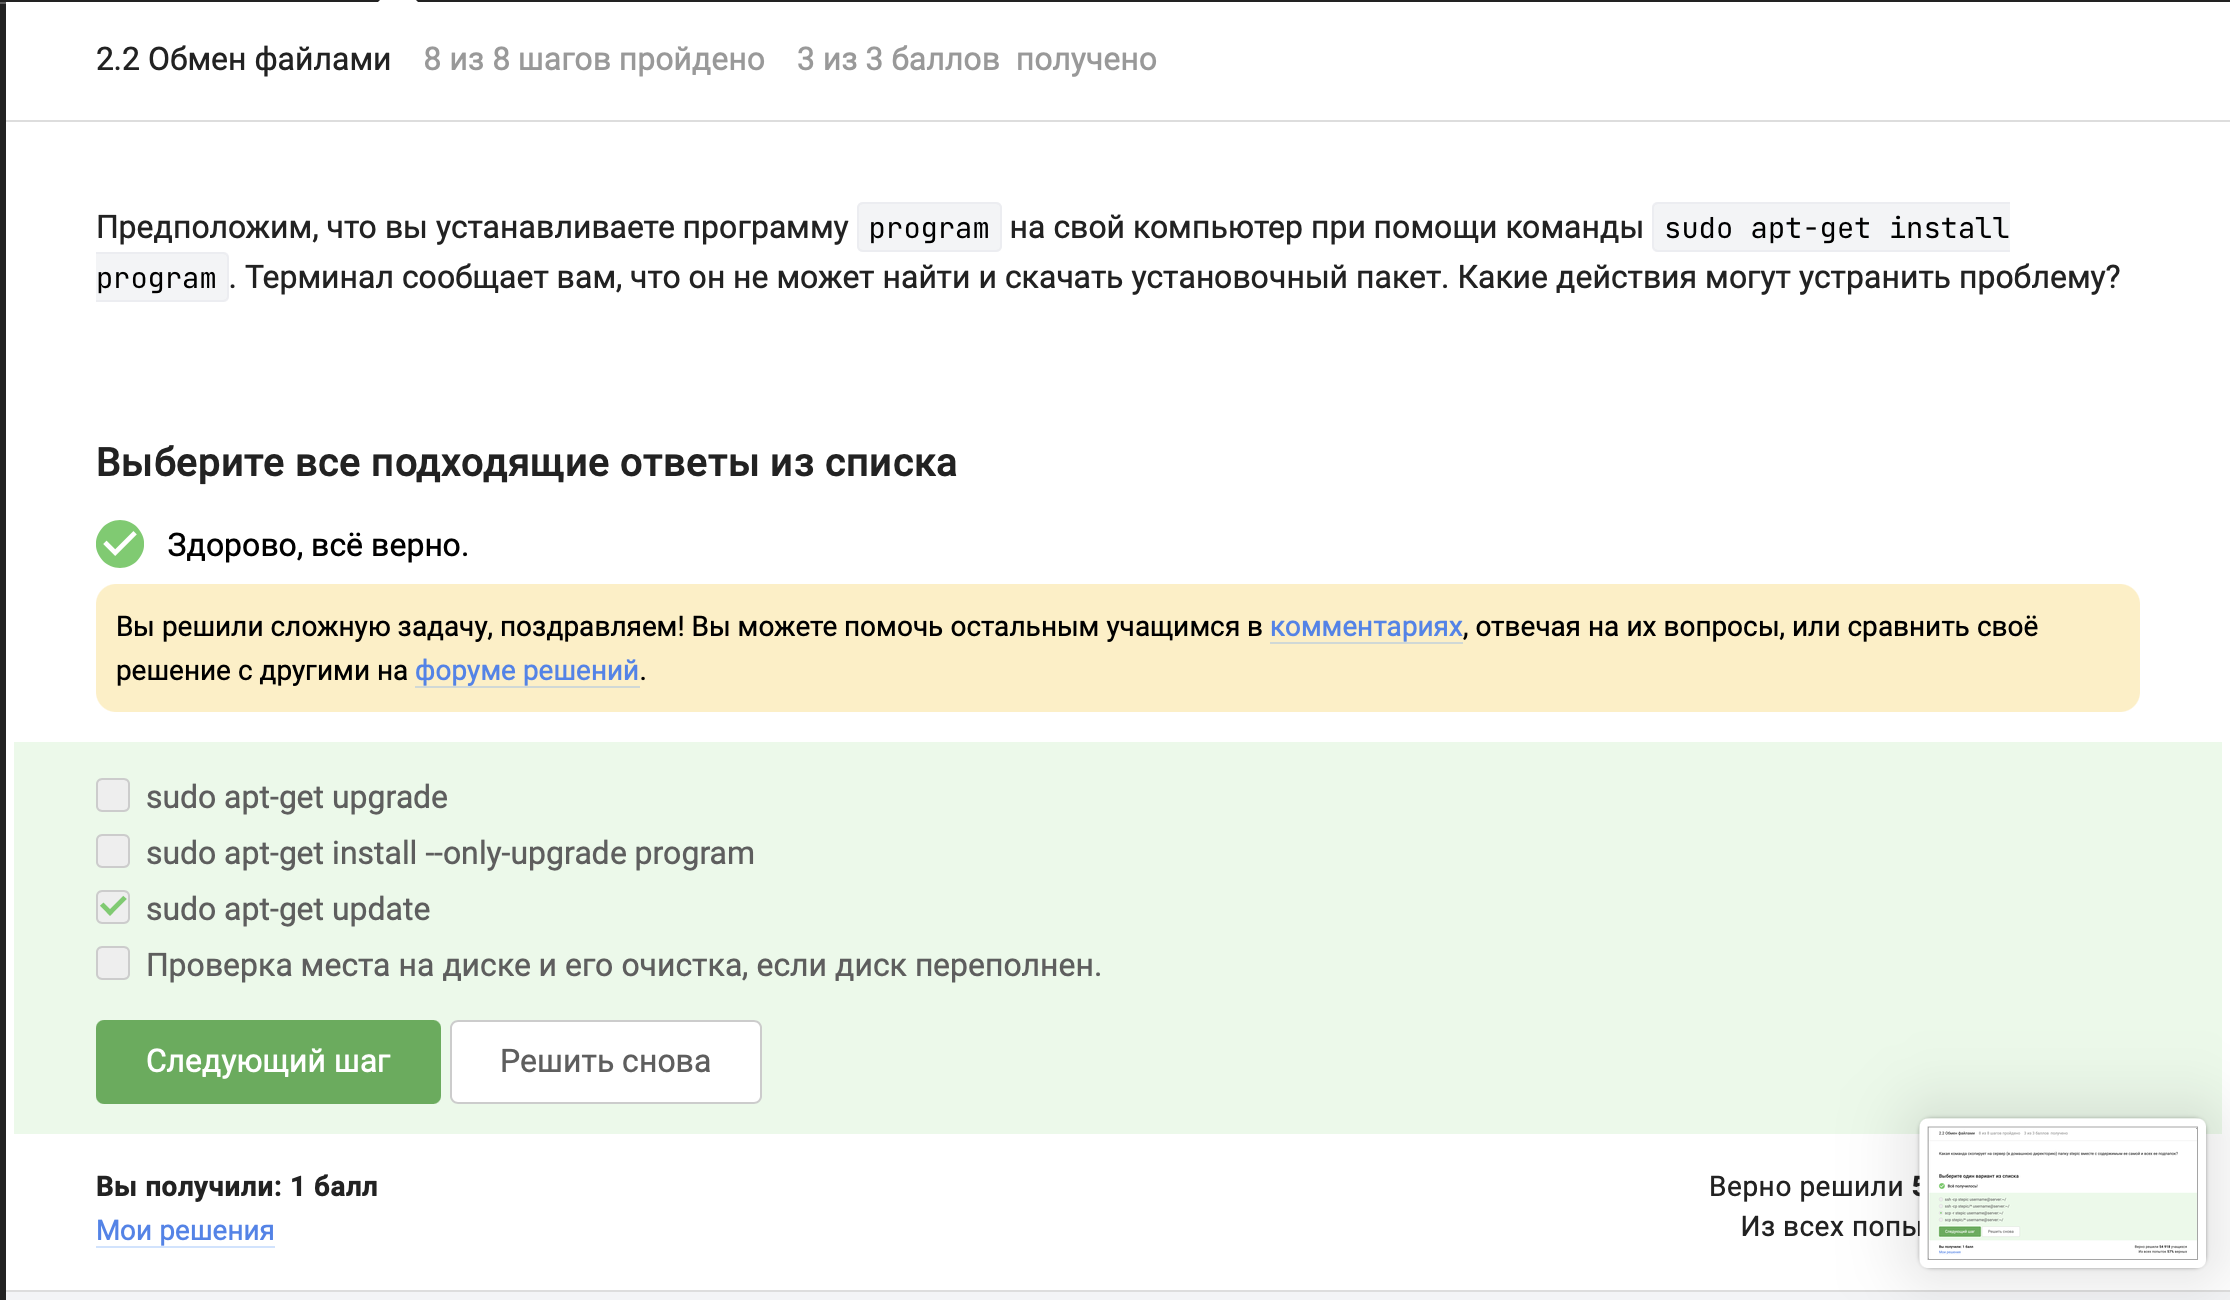 2.2 Обмен файлами 8 из 8 шагов пройдено 3 из 3 баллов получено
Предположим, что вы устанавливаете программу program на свой компьютер при помощи команды sudo apt-get install
program. Терминал сообщает вам, что он не может найти и скачать установочный пакет. Какие действия могут устранить проблему?
Выберите все подходящие ответы из списка
Здорово, всё верно.
Вы решили сложную задачу, поздравляем! Вы можете помочь остальным учащимся в комментариях, отвечая на их вопросы, или сравнить своё
решение с другими на форуме решений.
sudo apt-get upgrade
sudo apt-get install --only-upgrade program
sudo apt-get update
Проверка места на диске и его очистка, если диск переполнен.
Следующий шаг Решить снова
Вы получили: 1 балл
Мои решения
Верно решили
Из всех